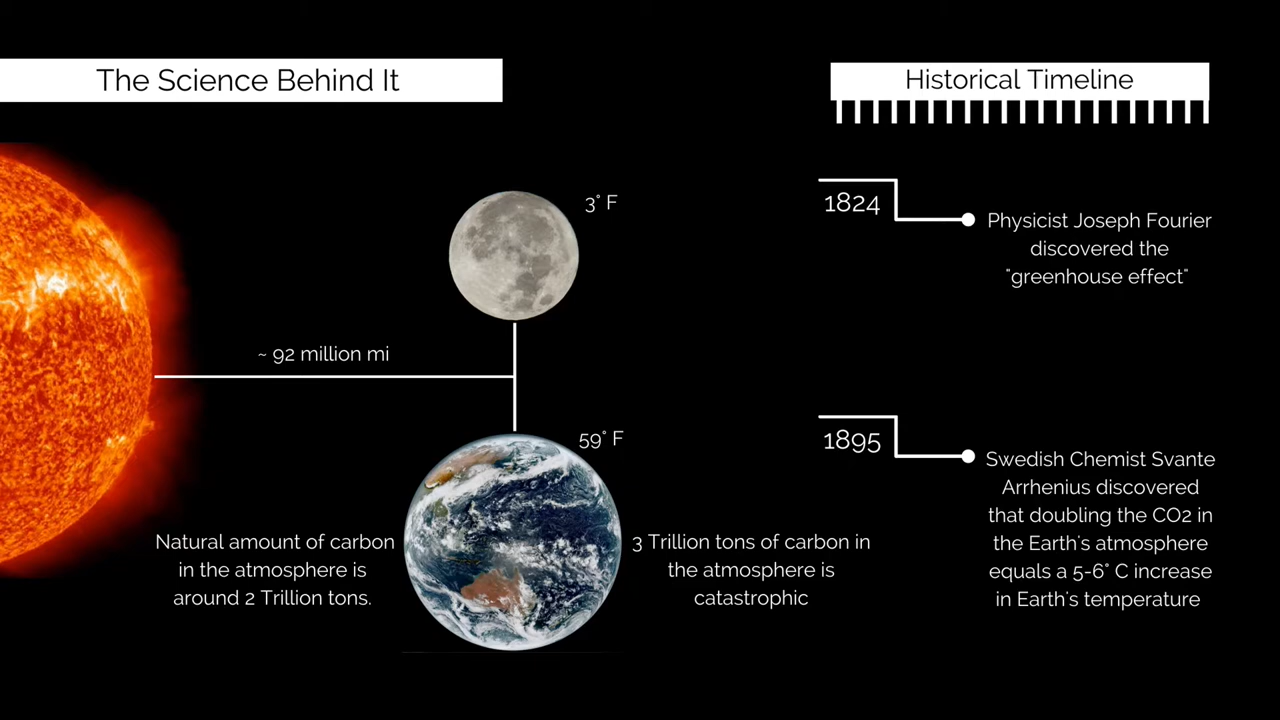 The Science Behind It
3° F
~ 92 million mi
59° F
Natural amount of carbon
in the atmosphere is
around 2 Trillion tons.
3 Trillion tons of carbon in
the atmosphere is
catastrophic
Historical Timeline
1824
Physicist Joseph Fourier
discovered the
"greenhouse effect"
1895
Swedish Chemist Svante
Arrhenius discovered
that doubling the CO2 in
the Earth's atmosphere
equals a 5-6° C increase
in Earth's temperature